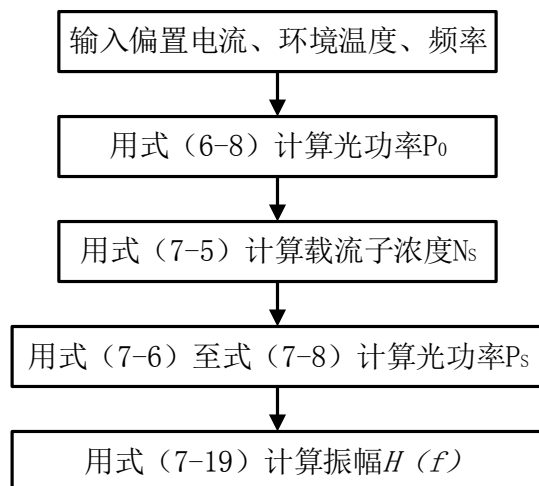 输入偏置电流、环境温度、频率
用式（6-8）计算光功率P₀
用式（7-5）计算载流子浓度Nₛ
用式（7-6）至式（7-8）计算光功率Pₛ
用式（7-19）计算振幅H（f）